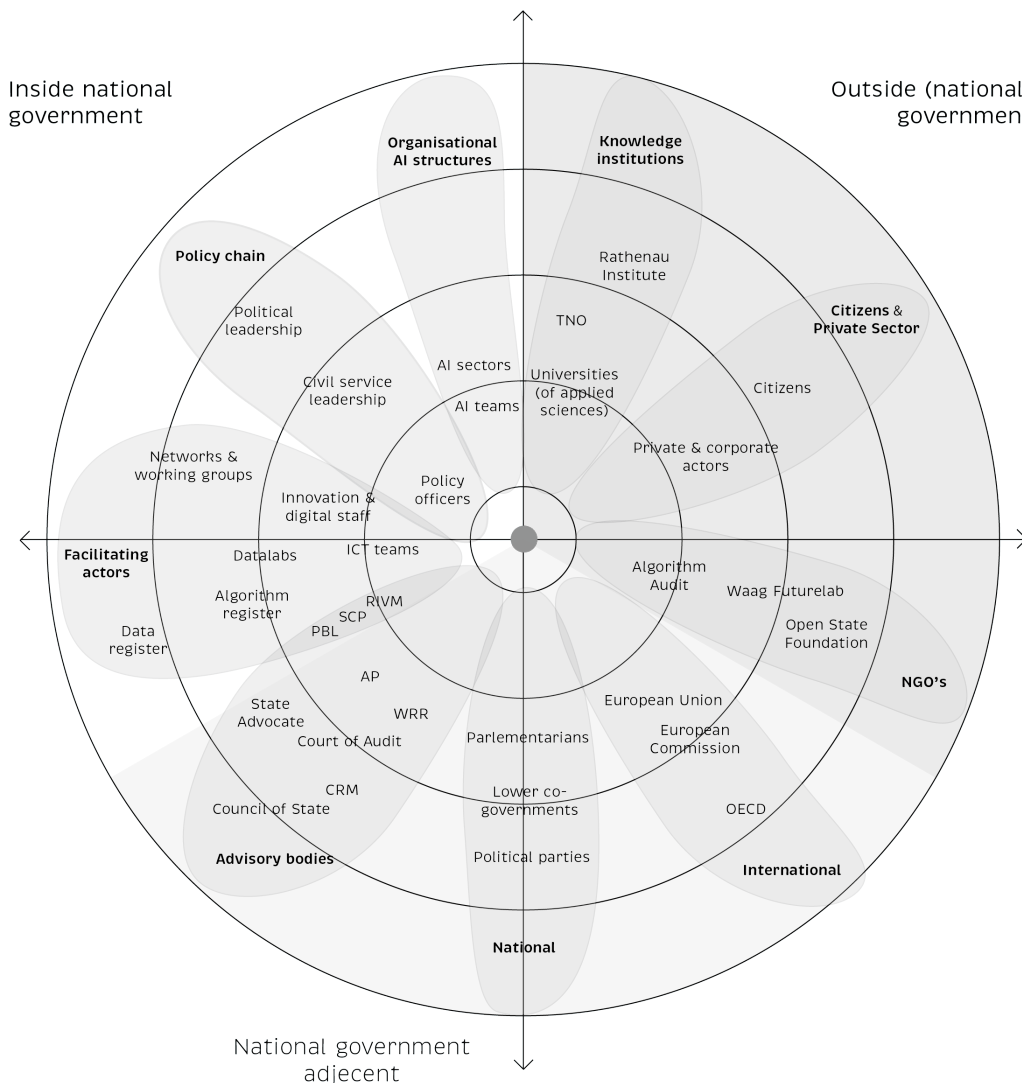 Inside national
government
Outside (national
governmen
Organisational
AI structures
Knowledge
institutions
Policy chain
Rathenau
Institute
Political
leadership
TNO
Citizens &
Private Sector
AI sectors
Universities
(of applied
sciences)
Civil service
leadership
Citizens
AI teams
Networks &
working groups
Private & corporate
actors
Policy
officers
Innovation &
digital staff
Facilitating
actors
Datalabs
ICT teams
Algorithm
Audit
Waag Futurelab
Algorithm
register
RIVM
SCP
PBL
Data
register
Open State
Foundation
NGO's
AP
State
Advocate
WRR
European Union
Court of Audit
Parlementarians
European
Commission
CRM
Lower co-
governments
Council of State
OECD
Advisory bodies
Political parties
International
National
National government
adjecent